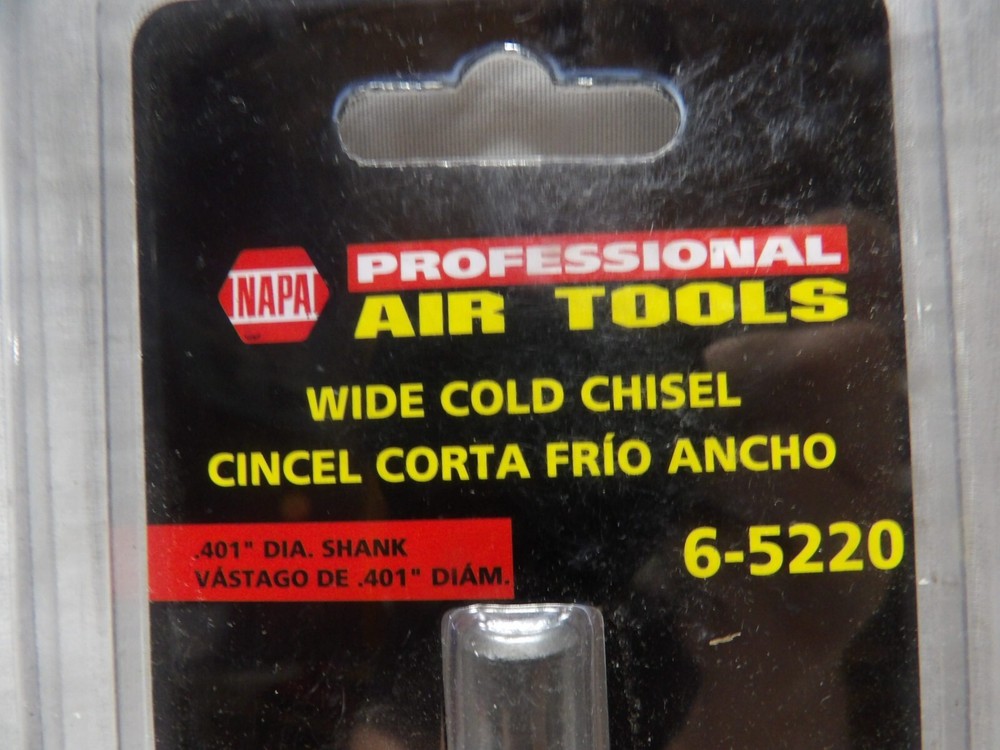 NAPA
PROFESSIONAL
AIR TOOLS
WIDE COLD CHISEL
CINCEL CORTA FRÍO ANCHO
.401" DIA. SHANK
VÁSTAGO DE .401" DIÁM.
6-5220